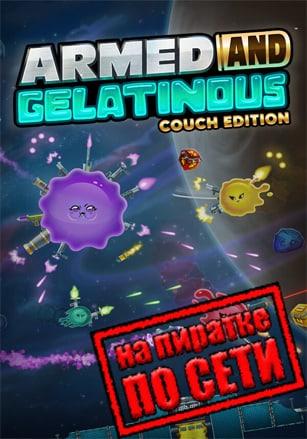 ARMED AND
GELATINOUS
COUCH EDITION
на пиратке
ПО СЕТИ